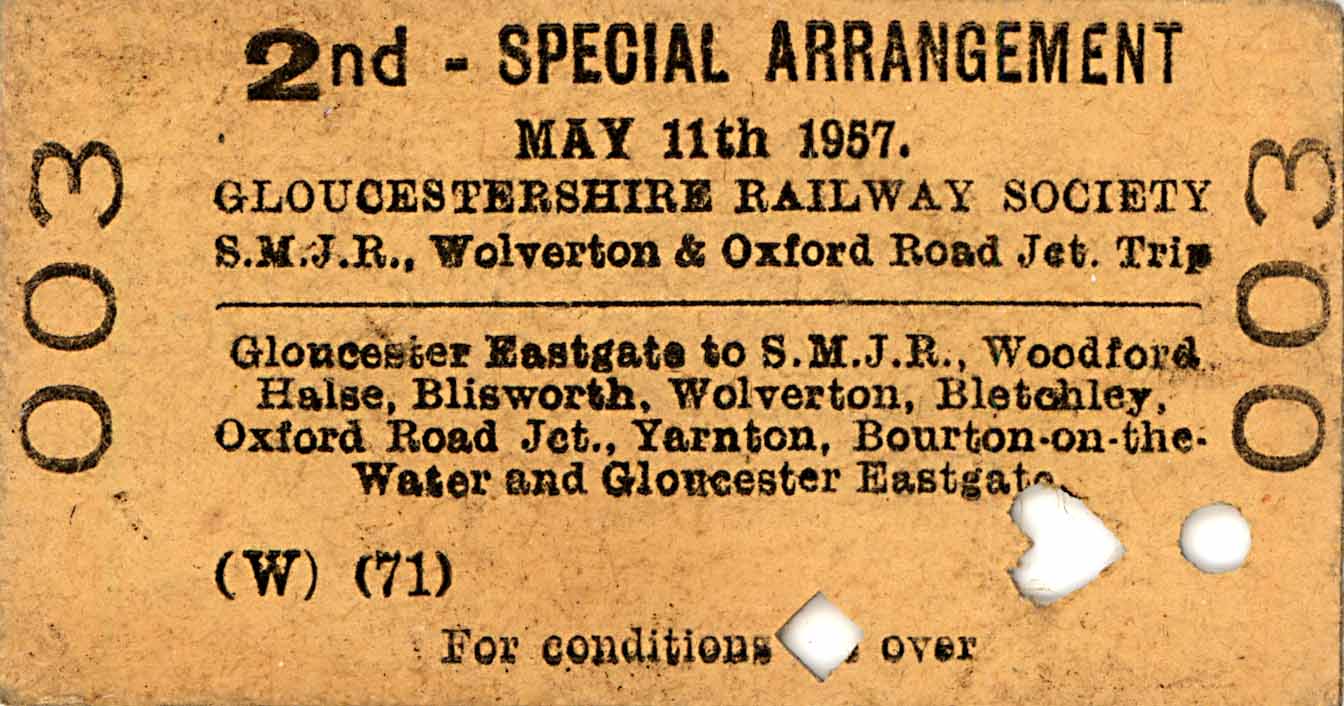 2nd - SPECIAL ARRANGEMENT
MAY 11th 1957.
GLOUCESTERSHIRE RAILWAY SOCIETY
S.M.J.R., Wolverton & Oxford Road Jct. Trip
Gloucester Eastgate to S.M.J.R., Woodford
Halse, Blisworth, Wolverton, Bletchley,
Oxford Road Jct., Yarnton, Bourton-on-the-
Water and Gloucester Eastgate.
(W) (71)
For conditions over
003
003